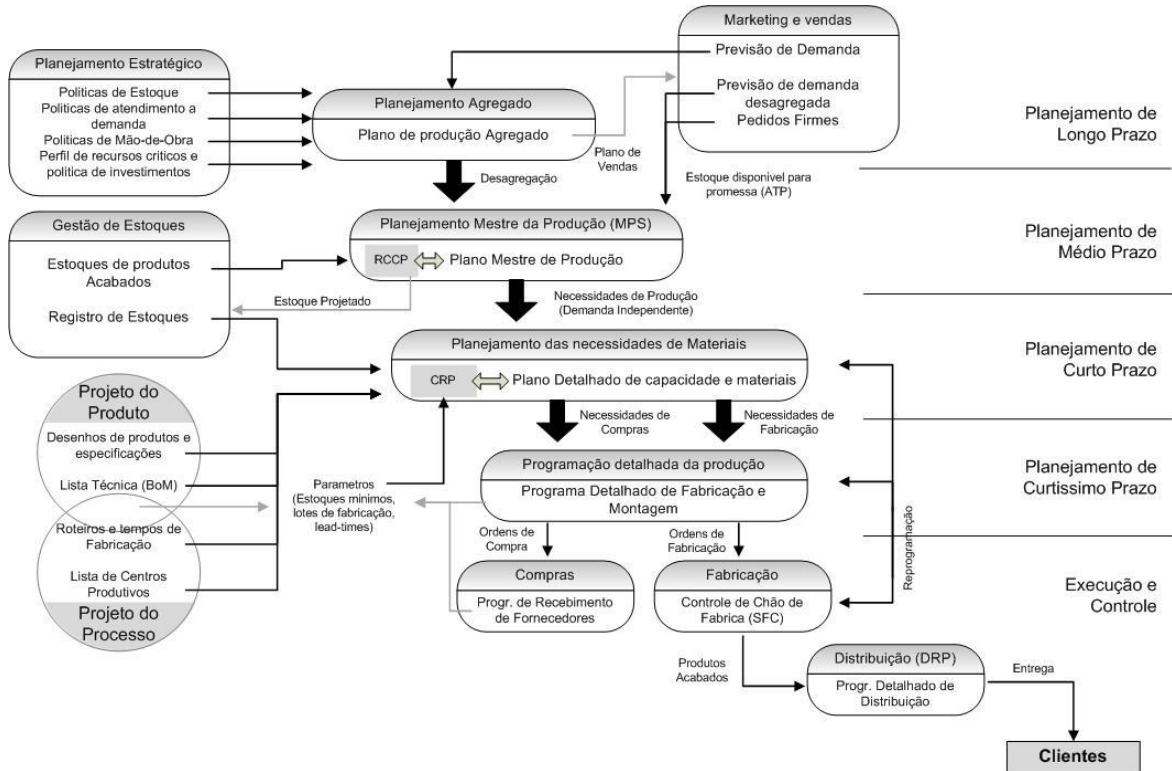 Marketing e vendas
Previsão de Demanda
Previsão de demanda
desagregada
Pedidos Firmes
Planejamento Estratégico
Politicas de Estoque
Politicas de atendimento a
demanda
Politicas de Mão-de-Obra
Perfil de recursos criticos e
politica de investimentos
Planejamento Agregado
Plano de produção Agregado
Plano de
Vendas
Planejamento de
Longo Prazo
Desagregação
Estoque disponivel para
promessa (ATP)
Gestão de Estoques
Estoques de produtos
Acabados
Registro de Estoques
Planejamento Mestre da Produção (MPS)
RCCP
Plano Mestre de Produção
Planejamento de
Médio Prazo
Estoque Projetado
Necessidades de Produção
(Demanda Independente)
Planejamento das necessidades de Materiais
CRP
Plano Detalhado de capacidade e materiais
Planejamento de
Curto Prazo
Necessidades de
Compras
Necessidades de
Fabricação
Projeto do
Produto
Desenhos de produtos e
especificações
Lista Técnica (BoM)
Roteiros e tempos de
Fabricação
Lista de Centros
Produtivos
Projeto do
Processo
Parametros
(Estoques minimos,
lotes de fabricação,
lead-times)
Programação detalhada da produção
Programa Detalhado de Fabricação e
Montagem
Planejamento de
Curtissimo Prazo
Reprogramação
Ordens de
Compra
Ordens de
Fabricação
Compras
Progr. de Recebimento
de Fornecedores
Fabricação
Controle de Chão de
Fabrica (SFC)
Execução e
Controle
Produtos
Acabados
Distribuição (DRP)
Progr. Detalhado de
Distribuição
Entrega
Clientes